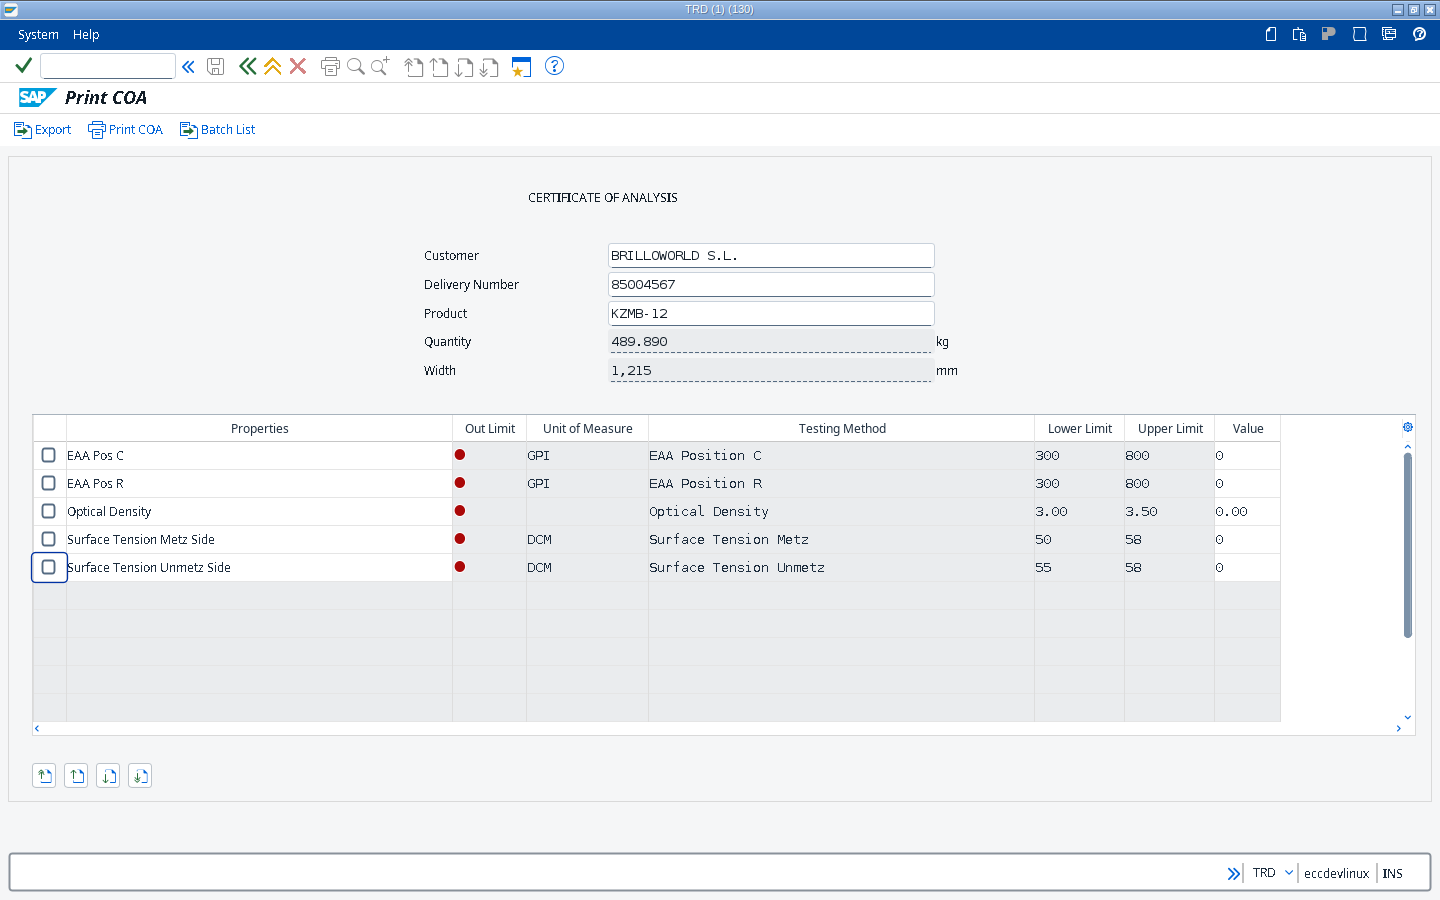 TRD (1) (130)
System Help
SAP Print COA
Export Print COA Batch List
CERTIFICATE OF ANALYSIS
Customer BRILLOWORLD S.L.
Delivery Number 85004567
Product KZMB-12
Quantity 489.890 kg
Width 1,215 mm
Properties Out Limit Unit of Measure Testing Method Lower Limit Upper Limit Value
EAA Pos C GPI EAA Position C 300 800 0
EAA Pos R GPI EAA Position R 300 800 0
Optical Density Optical Density 3.00 3.50 0.00
Surface Tension Metz Side DCM Surface Tension Metz 50 58 0
Surface Tension Unmetz Side DCM Surface Tension Unmetz 55 58 0
TRD eccdevlinux INS